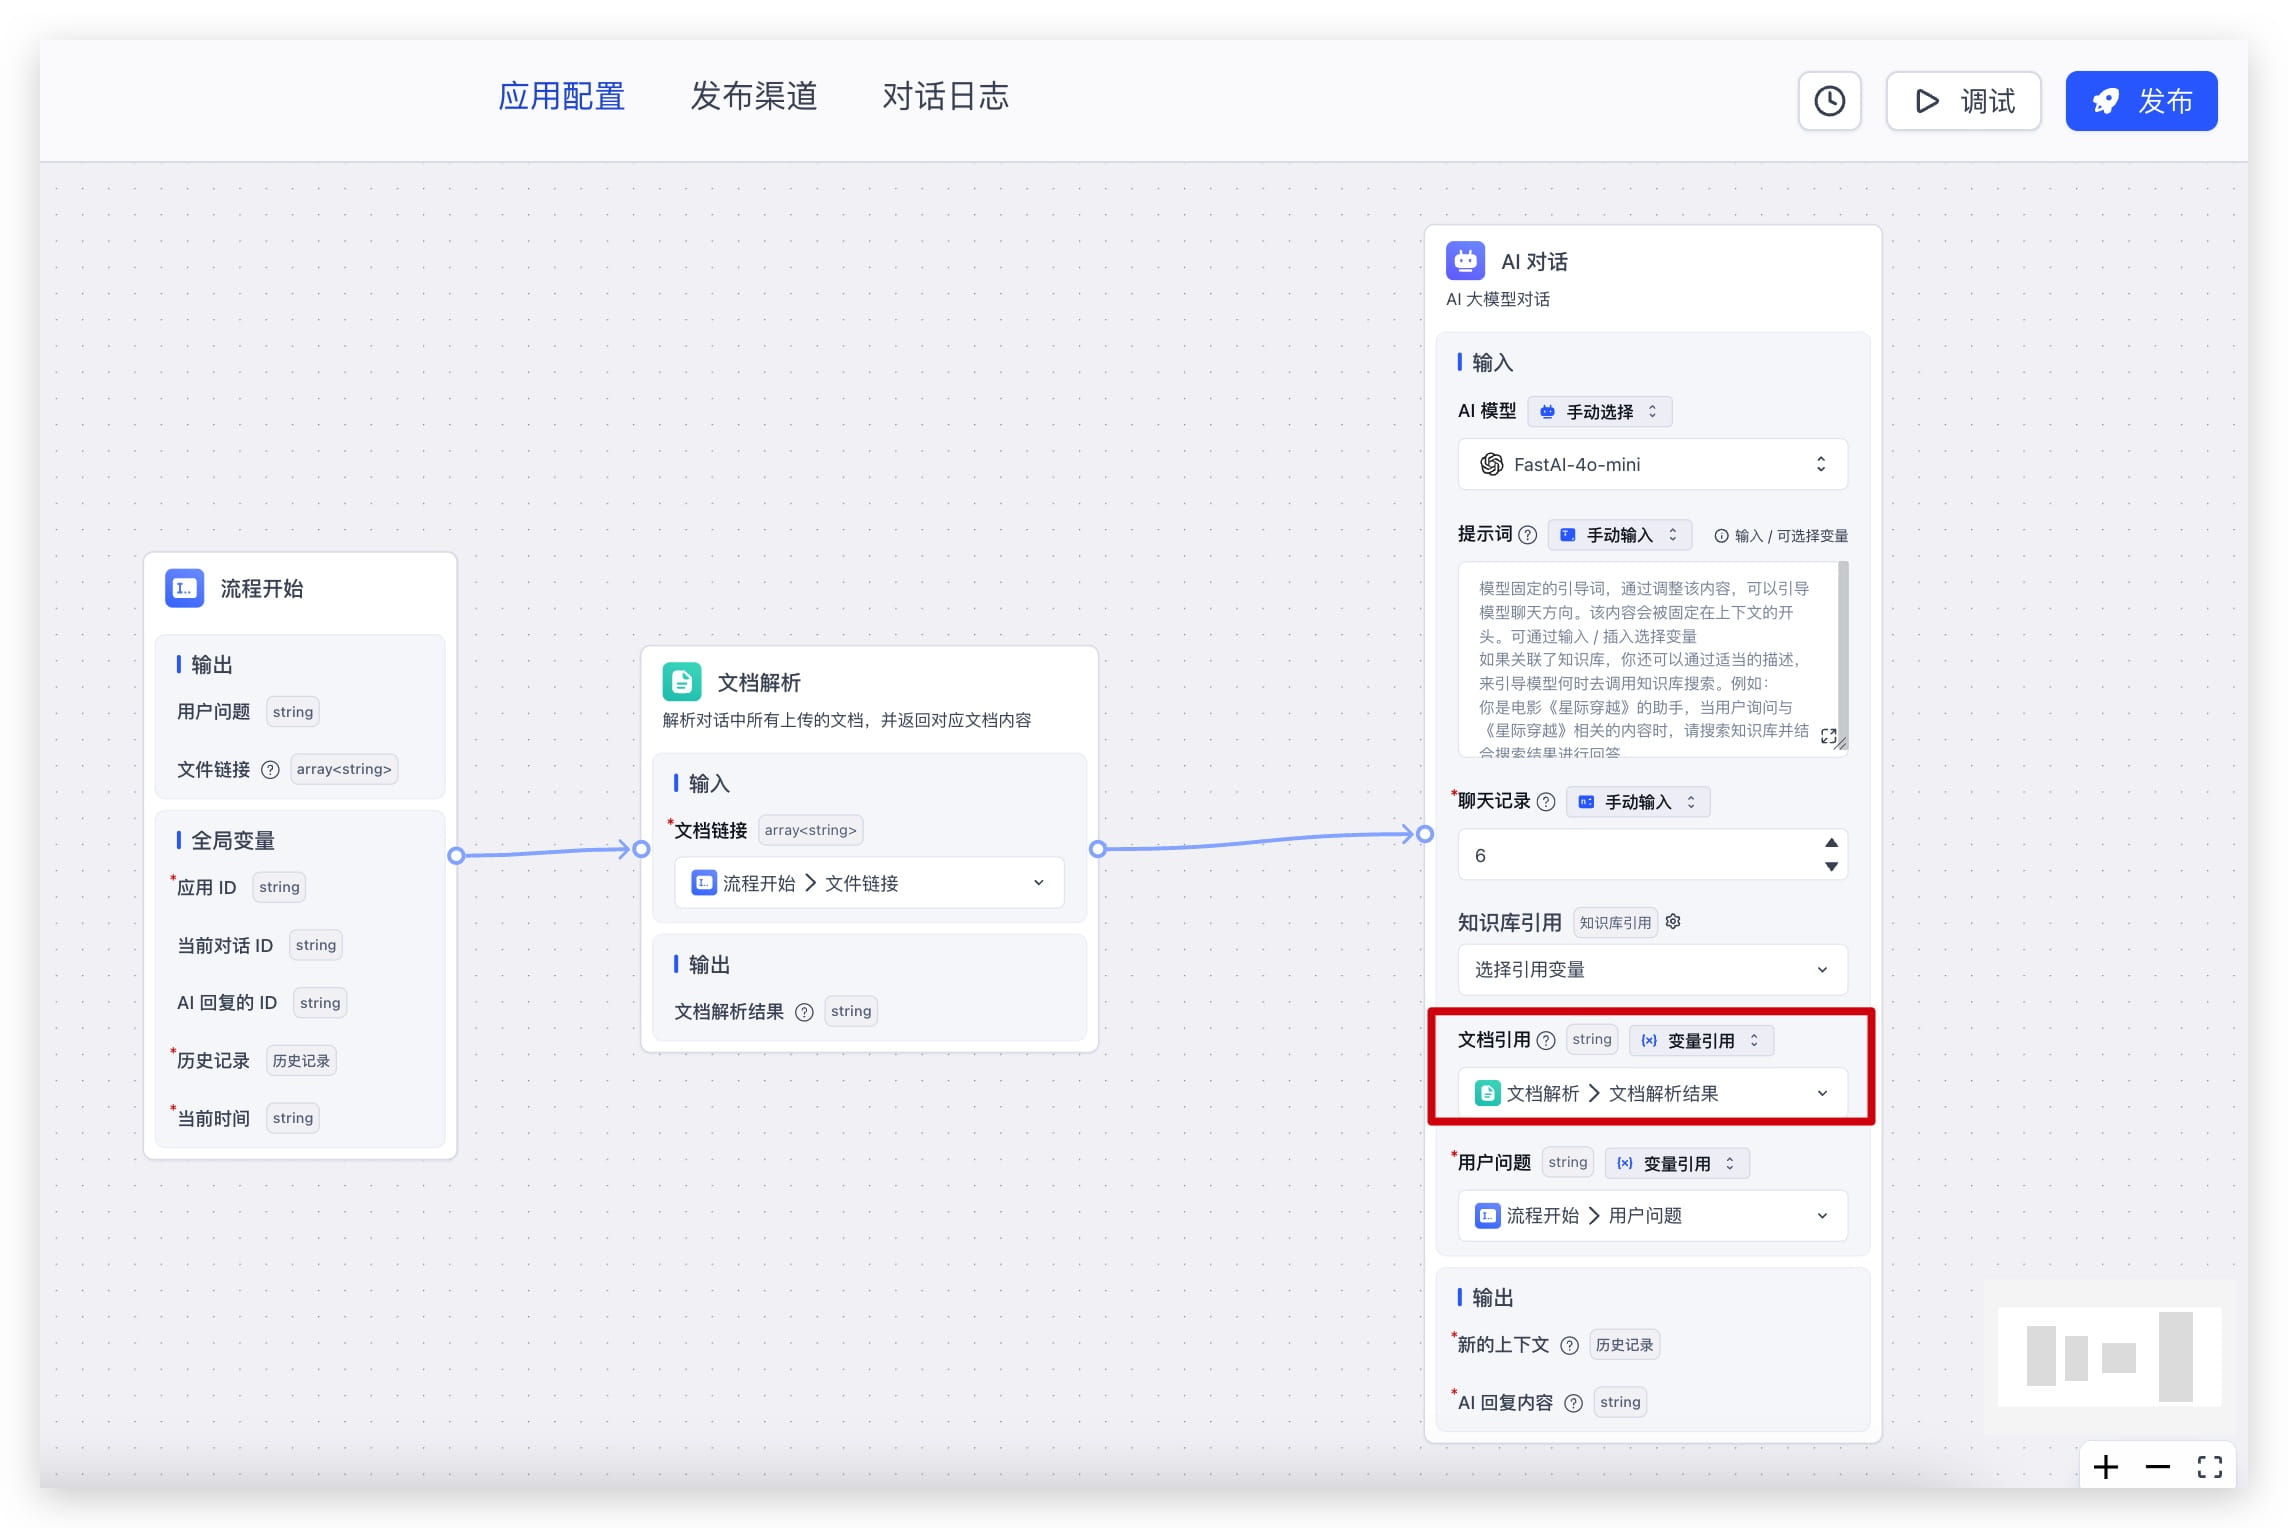 应用配置
发布渠道
对话日志
调试
发布
流程开始
输出
用户问题 string
文件链接 array<string>
全局变量
*应用 ID string
当前对话 ID string
AI 回复的 ID string
*历史记录 历史记录
*当前时间 string
文档解析
解析对话中所有上传的文档，并返回对应文档内容
输入
*文档链接 array<string>
流程开始 > 文件链接
输出
文档解析结果 string
AI 对话
AI 大模型对话
输入
AI 模型 手动选择
FastAI-4o-mini
提示词 手动输入 输入 / 可选择变量
模型固定的引导词，通过调整该内容，可以引导
模型聊天方向。该内容会被固定在上下文的开
头。可通过输入 / 插入选择变量
如果关联了知识库，你还可以通过适当的描述，
来引导模型何时去调用知识库搜索。例如：
你是电影《星际穿越》的助手，当用户询问与
《星际穿越》相关的内容时，请搜索知识库并结
合搜索结果进行回答
*聊天记录 手动输入
6
知识库引用 知识库引用
选择引用变量
文档引用 string 变量引用
文档解析 > 文档解析结果
*用户问题 string 变量引用
流程开始 > 用户问题
输出
*新的上下文 历史记录
*AI 回复内容 string